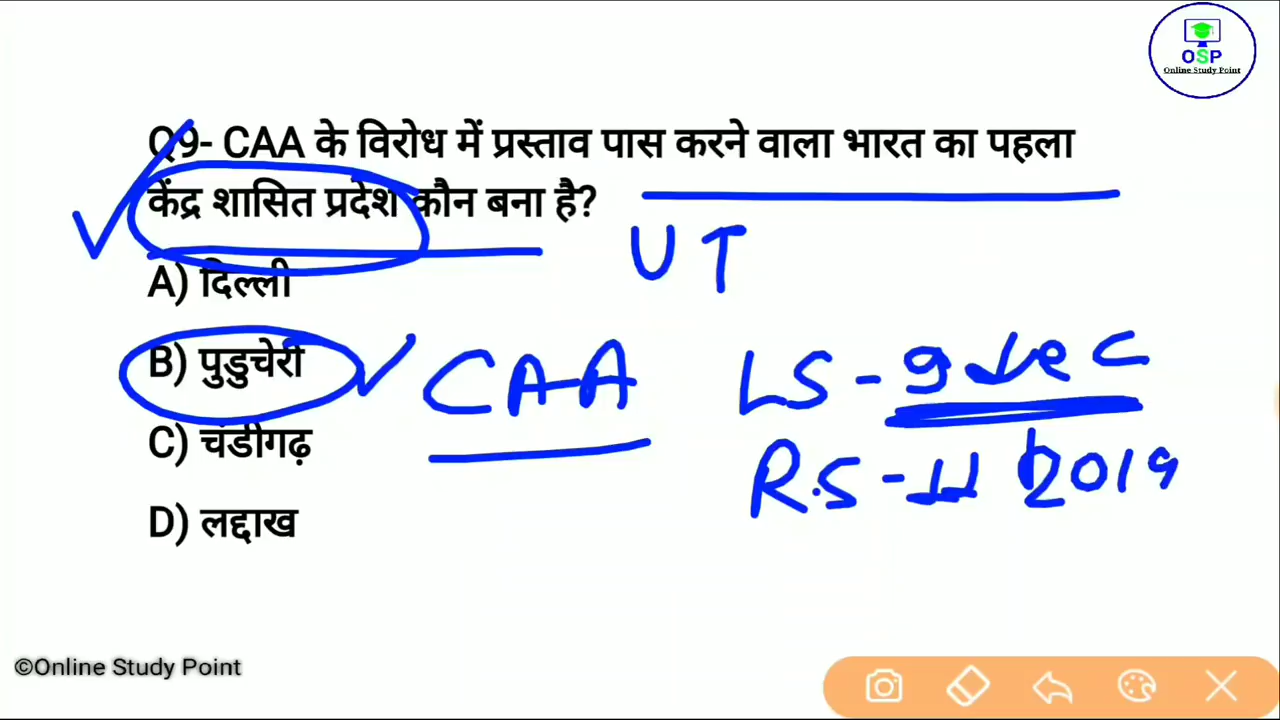 OSP
Online Study Point
Q9- CAA के विरोध में प्रस्ताव पास करने वाला भारत का पहला
केंद्र शासित प्रदेश कौन बना है?
UT
A) दिल्ली
B) पुडुचेरी
CAA
LS - 9 Dec
C) चंडीगढ़
R.S - 11 2019
D) लद्दाख
©Online Study Point